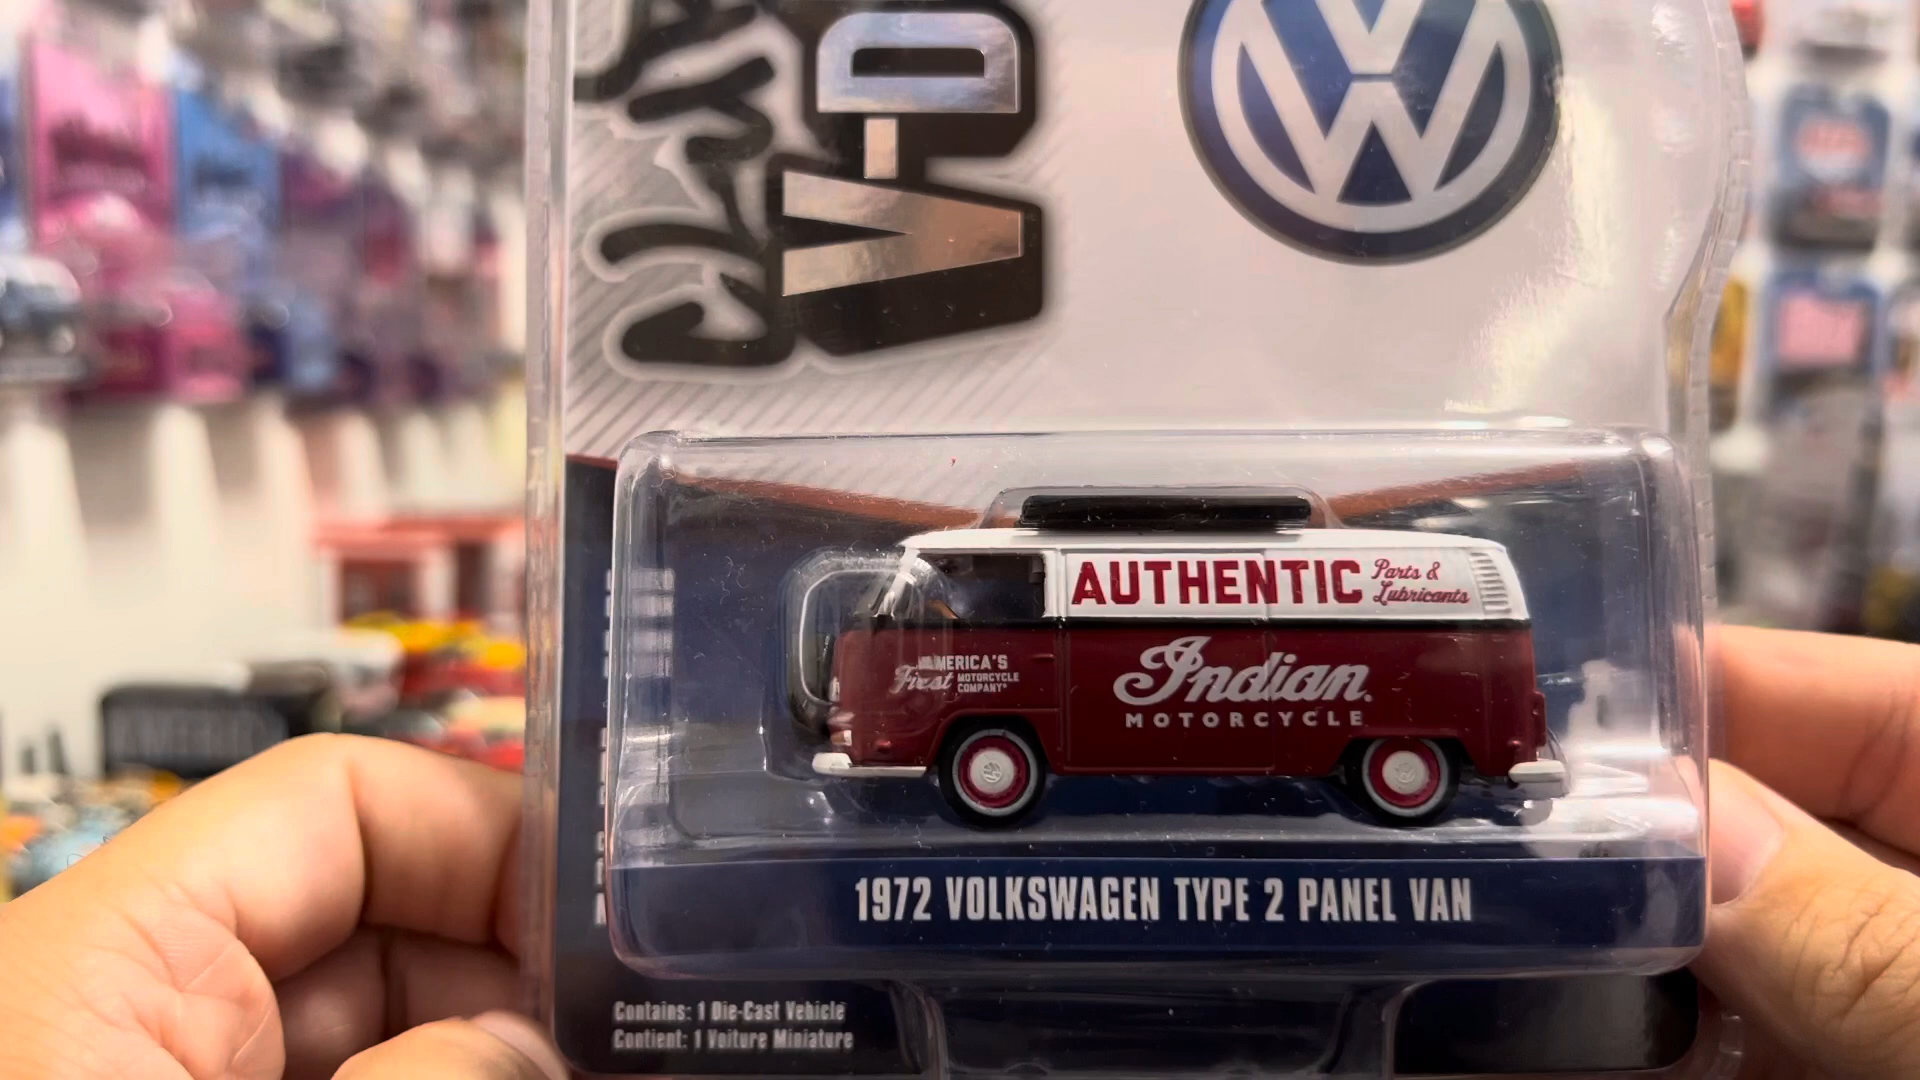 V-D
VW
AUTHENTIC Parts & Lubricants
AMERICA'S
First MOTORCYCLE
COMPANY®
Indian
MOTORCYCLE
1972 VOLKSWAGEN TYPE 2 PANEL VAN
Contains: 1 Die-Cast Vehicle
Contient: 1 Voiture Miniature